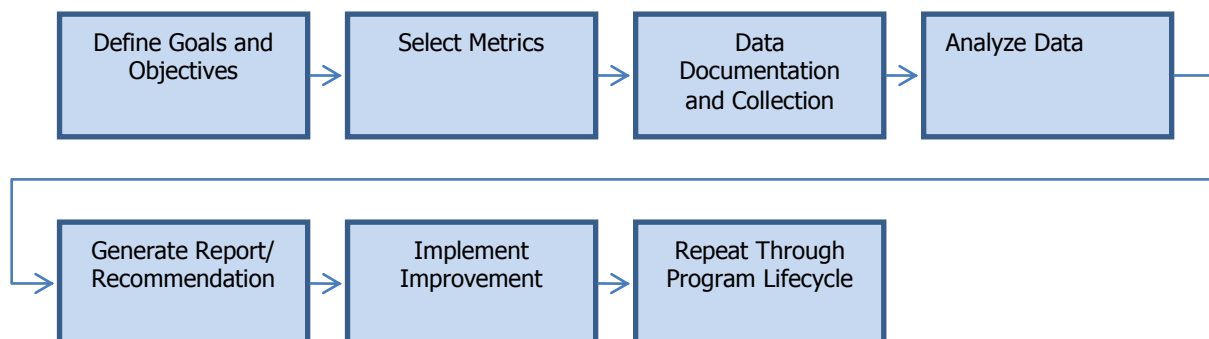 Define Goals and
Objectives
Select Metrics
Data
Documentation
and Collection
Analyze Data
Generate Report/
Recommendation
Implement
Improvement
Repeat Through
Program Lifecycle